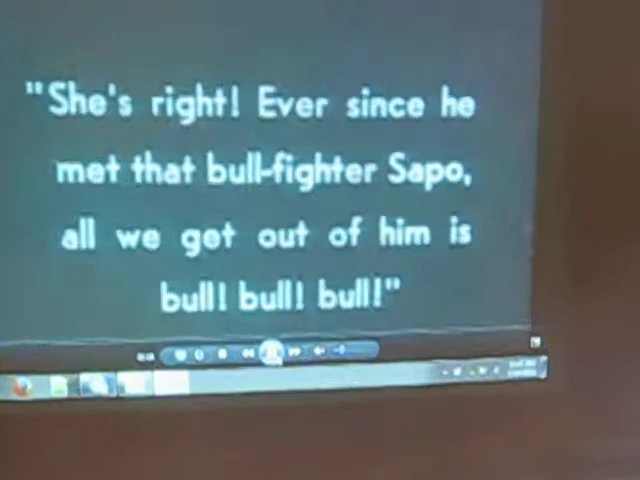 "She's right! Ever since he
met that bull-fighter Sapo,
all we get out of him is
bull! bull! bull!"